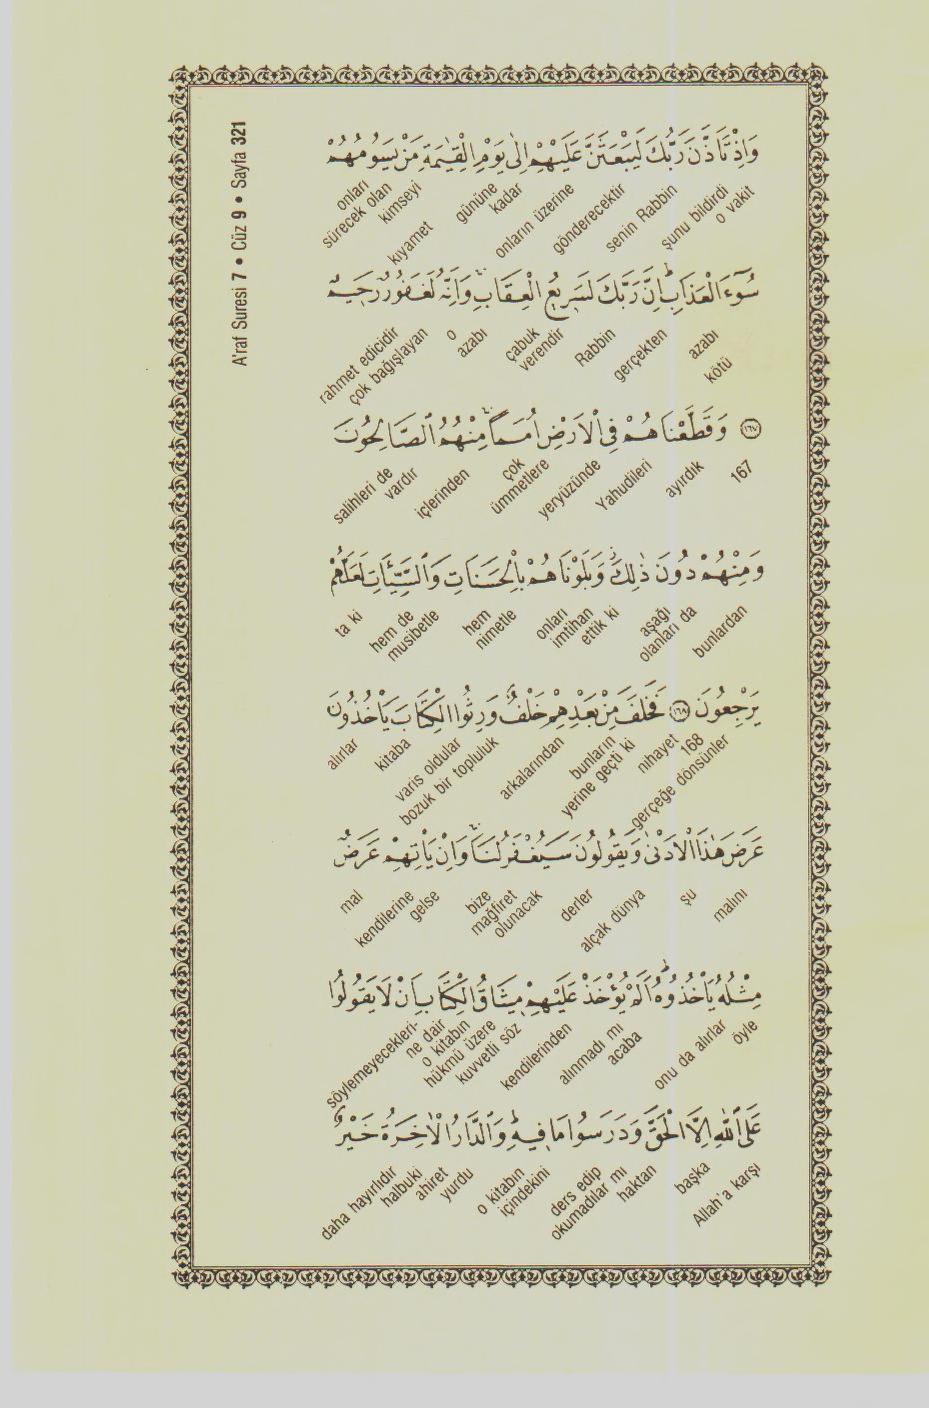 A'raf Suresi 7 • Cüz 9 • Sayfa 321
وَاِذْ تَاَذَّنَ رَبُّكَ لَيَبْعَثَنَّ عَلَيْهِمْ اِلٰى يَوْمِ الْقِيٰمَةِ مَنْ يَسُومُهُمْ
o vakit şunu bildirdi senin Rabbin gönderecektir onların üzerine kadar gününe kıyamet kimseyi sürecek olan onları
سُوٓءَ الْعَذَابِۜ اِنَّ رَبَّكَ لَسَرِيعُ الْعِقَابِۚ وَاِنَّهُ لَغَفُورٌ رَحِيمٌ
kötü azabı gerçekten Rabbin çabuk verendir azabı o çok bağışlayan rahmet edicidir
﴿١٦٧﴾ وَقَطَّعْنَاهُمْ فِى الْاَرْضِ اُمَمًاۚ مِنْهُمُ الصَّالِحُونَ
167 ayırdık Yahudileri yeryüzünde çok ümmetlere içlerinden salihleri de vardır
وَمِنْهُمْ دُونَ ذٰلِكَۘ وَبَلَوْنَاهُمْ بِالْحَسَنَاتِ وَالسَّيِّئَاتِ لَعَلَّهُمْ
bunlardan aşağı olanları da onları imtihan ettik ki hem nimetle hem de musibetle ta ki
يَرْجِعُونَ ﴿١٦٨﴾ فَخَلَفَ مِنْ بَعْدِهِمْ خَلْفٌ وَرِثُوا الْكِتَابَ يَاْخُذُونَ
gerçeğe dönsünler 168 nihayet yerine geçti ki bunların arkalarından bozuk bir topluluk varis oldular kitaba alırlar
عَرَضَ هٰذَا الْاَدْنٰى وَيَقُولُونَ سَيُغْفَرُ لَنَاۚ وَاِنْ يَاْتِهِمْ عَرَضٌ
malını şu alçak dünya derler mağfiret olunacak bize gelse kendilerine mal
مِثْلُهُ يَاْخُذُوهُۜ اَلَمْ يُؤْخَذْ عَلَيْهِمْ مِيثَاقُ الْكِتَابِ اَنْ لَا يَقُولُوا
öyle onu da alırlar acaba alınmadı mı kendilerinden kuvvetli söz hükmü üzere o kitabın söylemeyecekleri- ne dair
عَلَى اللّٰهِ اِلَّا الْحَقَّ وَدَرَسُوا مَا فِيهِۜ وَالدَّارُ الْاٰخِرَةُ خَيْرٌ
Allah'a karşı başka haktan ders edip okumadılar mı o kitabın içindekini yurdu ahiret halbuki daha hayırlıdır